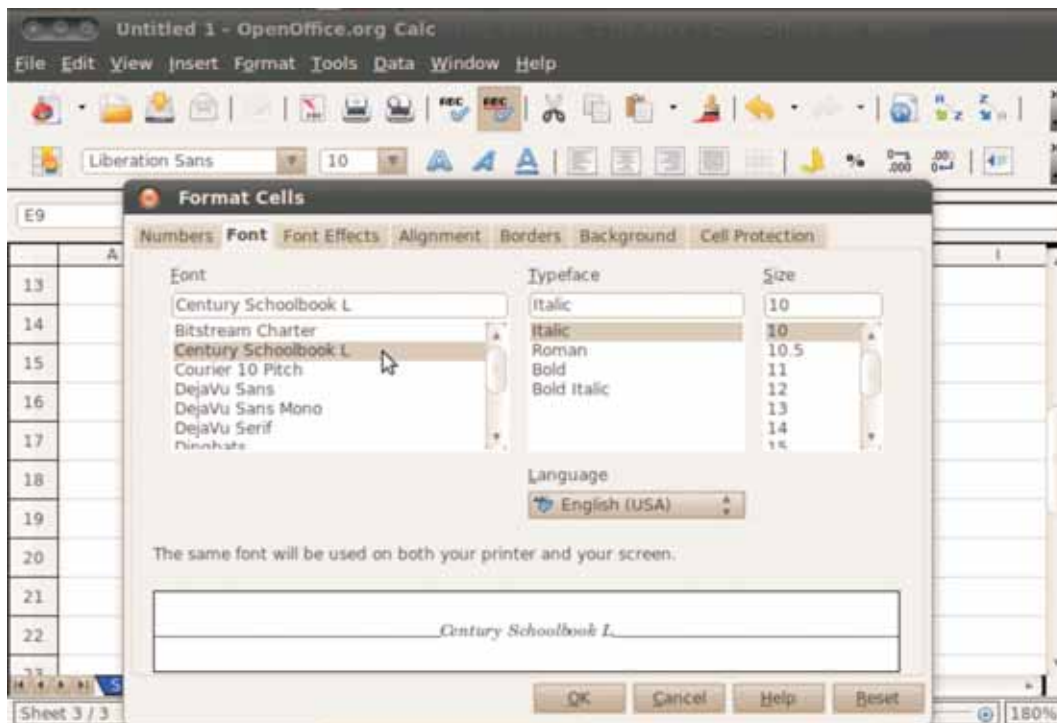 Untitled 1 - OpenOffice.org Calc
File Edit View Insert Format Tools Data Window Help
Liberation Sans 10
E9
Format Cells
Numbers Font Font Effects Alignment Borders Background Cell Protection
A I
Font Typeface Size
Century Schoolbook L Italic 10
Bitstream Charter Italic 10
Century Schoolbook L Roman 10.5
Courier 10 Pitch Bold 11
DejaVu Sans Bold Italic 12
DejaVu Sans Mono 13
DejaVu Serif 14
Dingbats 15
13
14
15
16
17
18
19
20
21
22
23
Language
English (USA)
The same font will be used on both your printer and your screen.
Century Schoolbook L
OK Cancel Help Reset
Sheet 3 / 3 180%